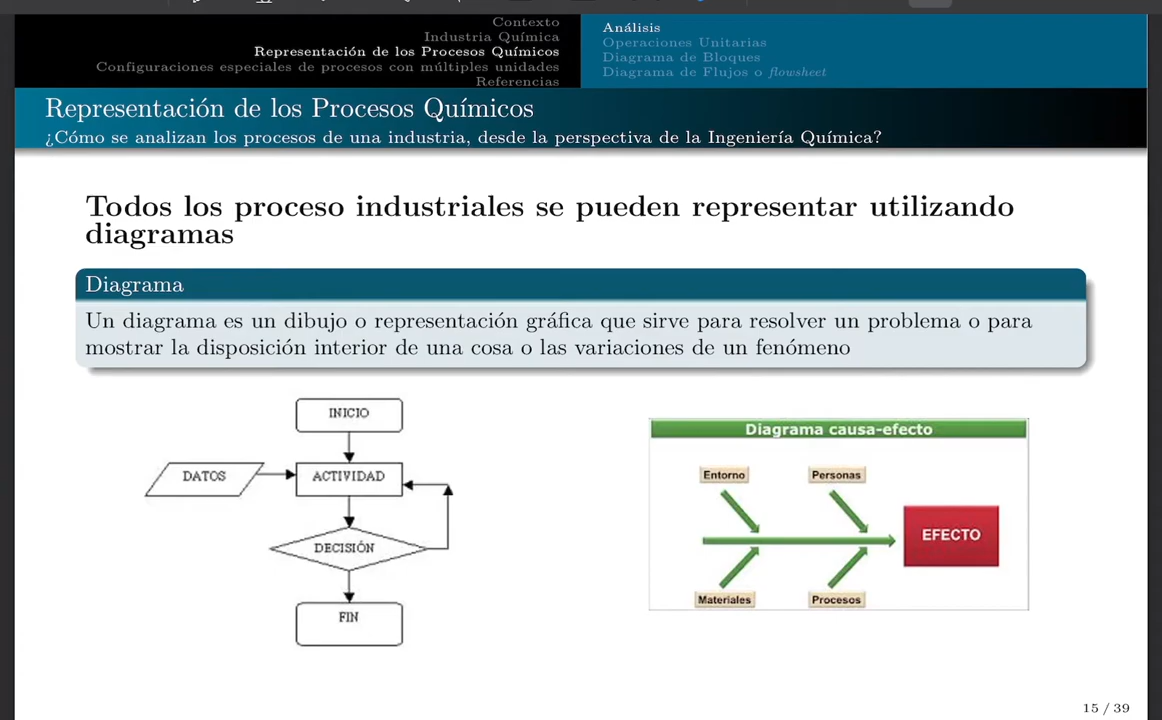 Contexto
Industria Química
Representación de los Procesos Químicos
Configuraciones especiales de procesos con múltiples unidades
Referencias
Análisis
Operaciones Unitarias
Diagrama de Bloques
Diagrama de Flujos o flowsheet
Representación de los Procesos Químicos
¿Cómo se analizan los procesos de una industria, desde la perspectiva de la Ingeniería Química?
Todos los proceso industriales se pueden representar utilizando
diagramas
Diagrama
Un diagrama es un dibujo o representación gráfica que sirve para resolver un problema o para
mostrar la disposición interior de una cosa o las variaciones de un fenómeno
INICIO
DATOS
ACTIVIDAD
DECISIÓN
FIN
Diagrama causa-efecto
Entorno
Personas
EFECTO
Materiales
Procesos
15 / 39